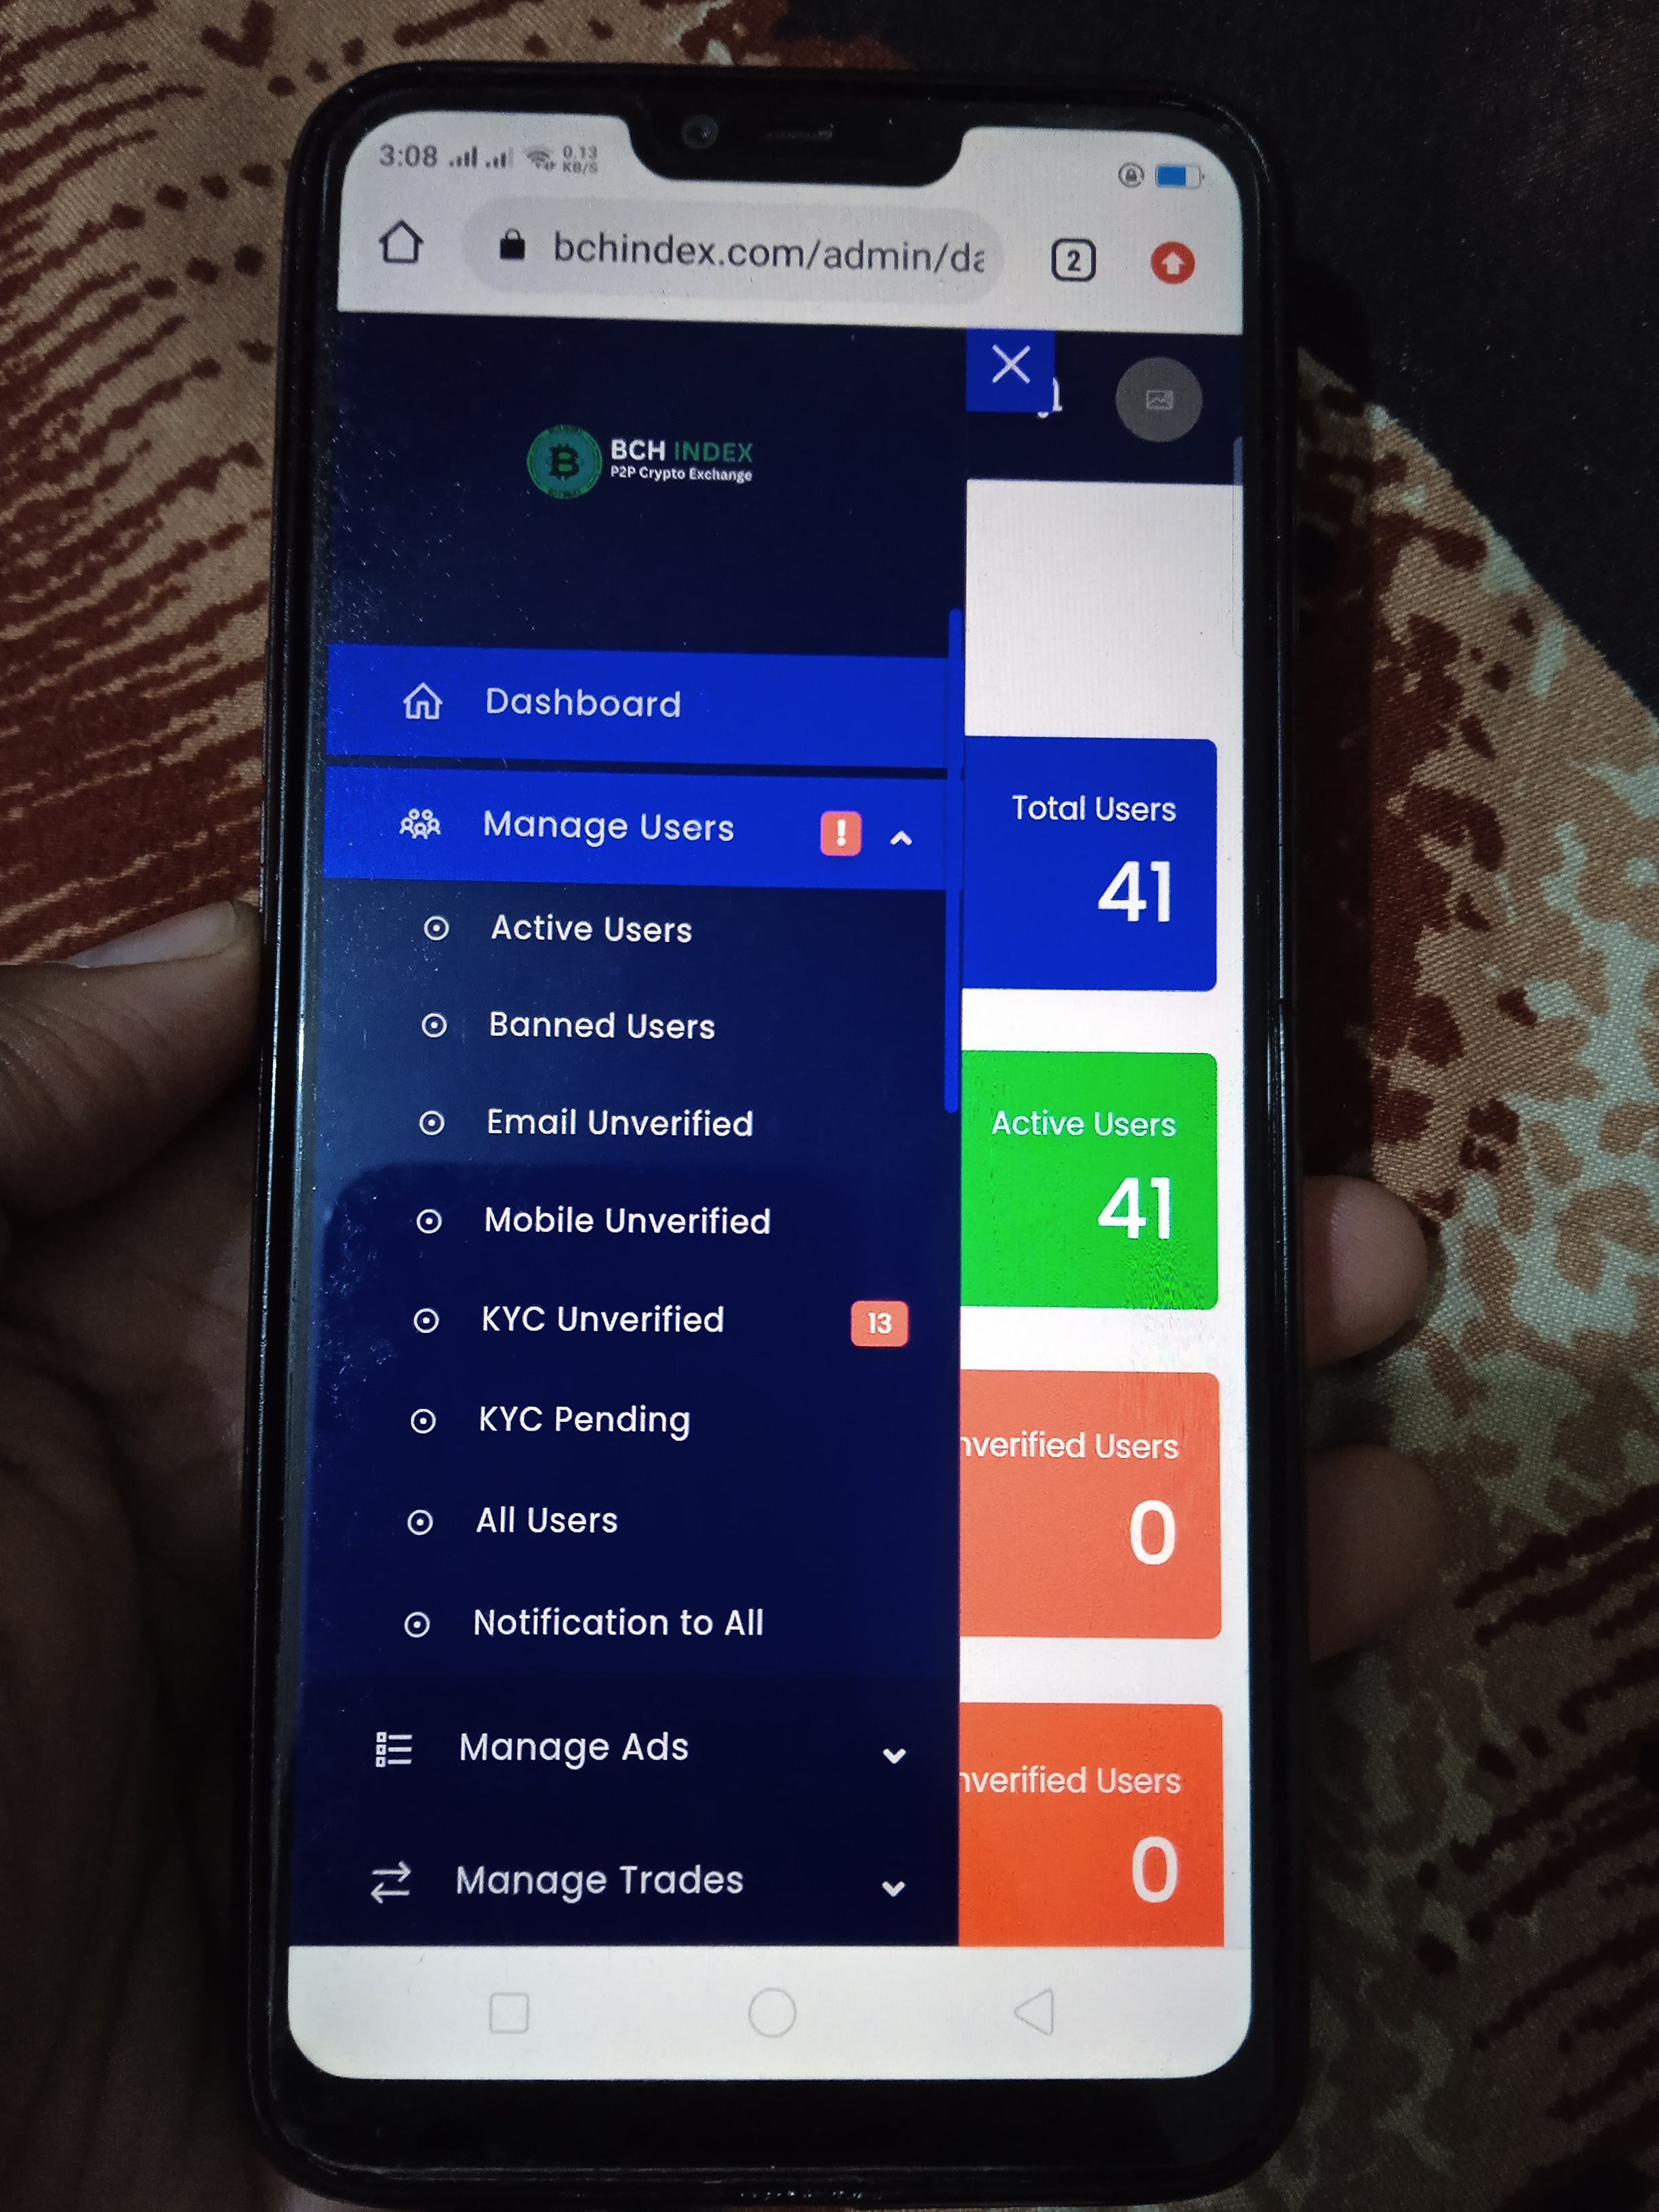 3:08
0.13
KB/S
bchindex.com/admin/da
2
BCH INDEX
P2P Crypto Exchange
Dashboard
Manage Users !
Active Users
Banned Users
Email Unverified
Mobile Unverified
KYC Unverified 13
KYC Pending
All Users
Notification to All
Manage Ads
Manage Trades
Total Users
41
Active Users
41
nverified Users
0
nverified Users
0